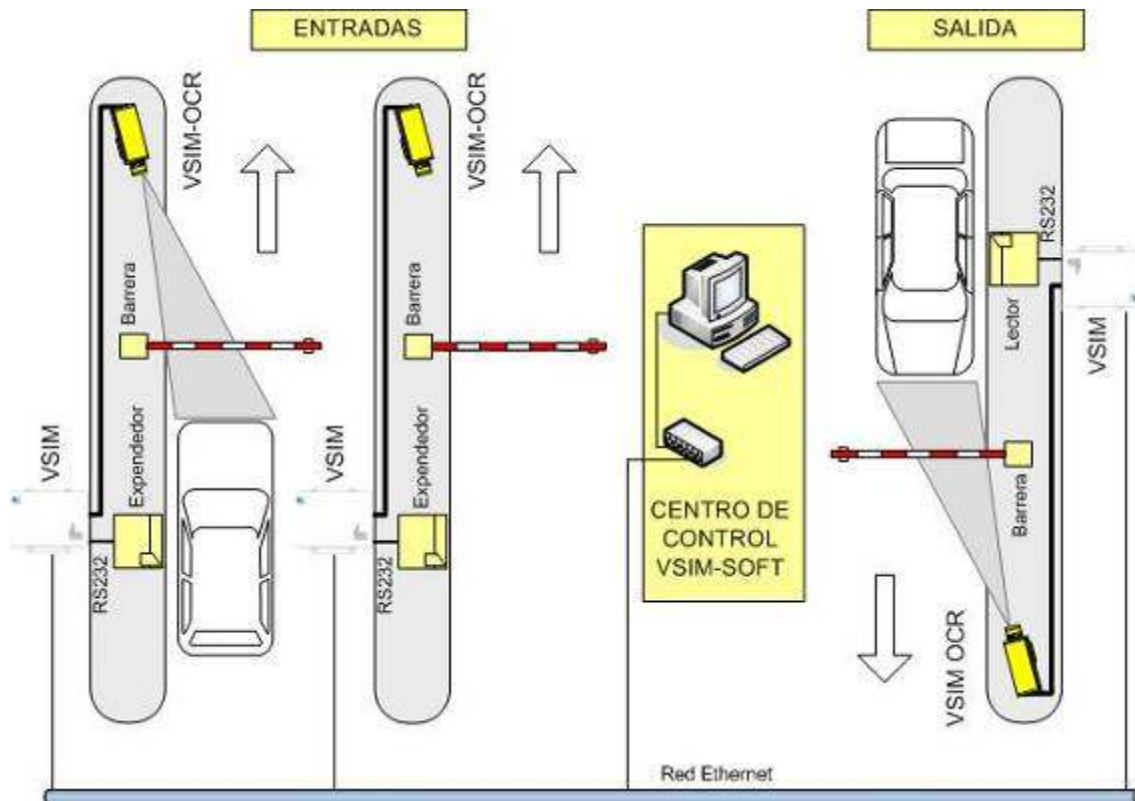 ENTRADAS
SALIDA
VSIM-OCR
Barrera
Expendedor
VSIM
RS232
VSIM-OCR
Barrera
Expendedor
VSIM
RS232
CENTRO DE
CONTROL
VSIM-SOFT
RS232
Lector
VSIM
Barrera
VSIM OCR
Red Ethernet